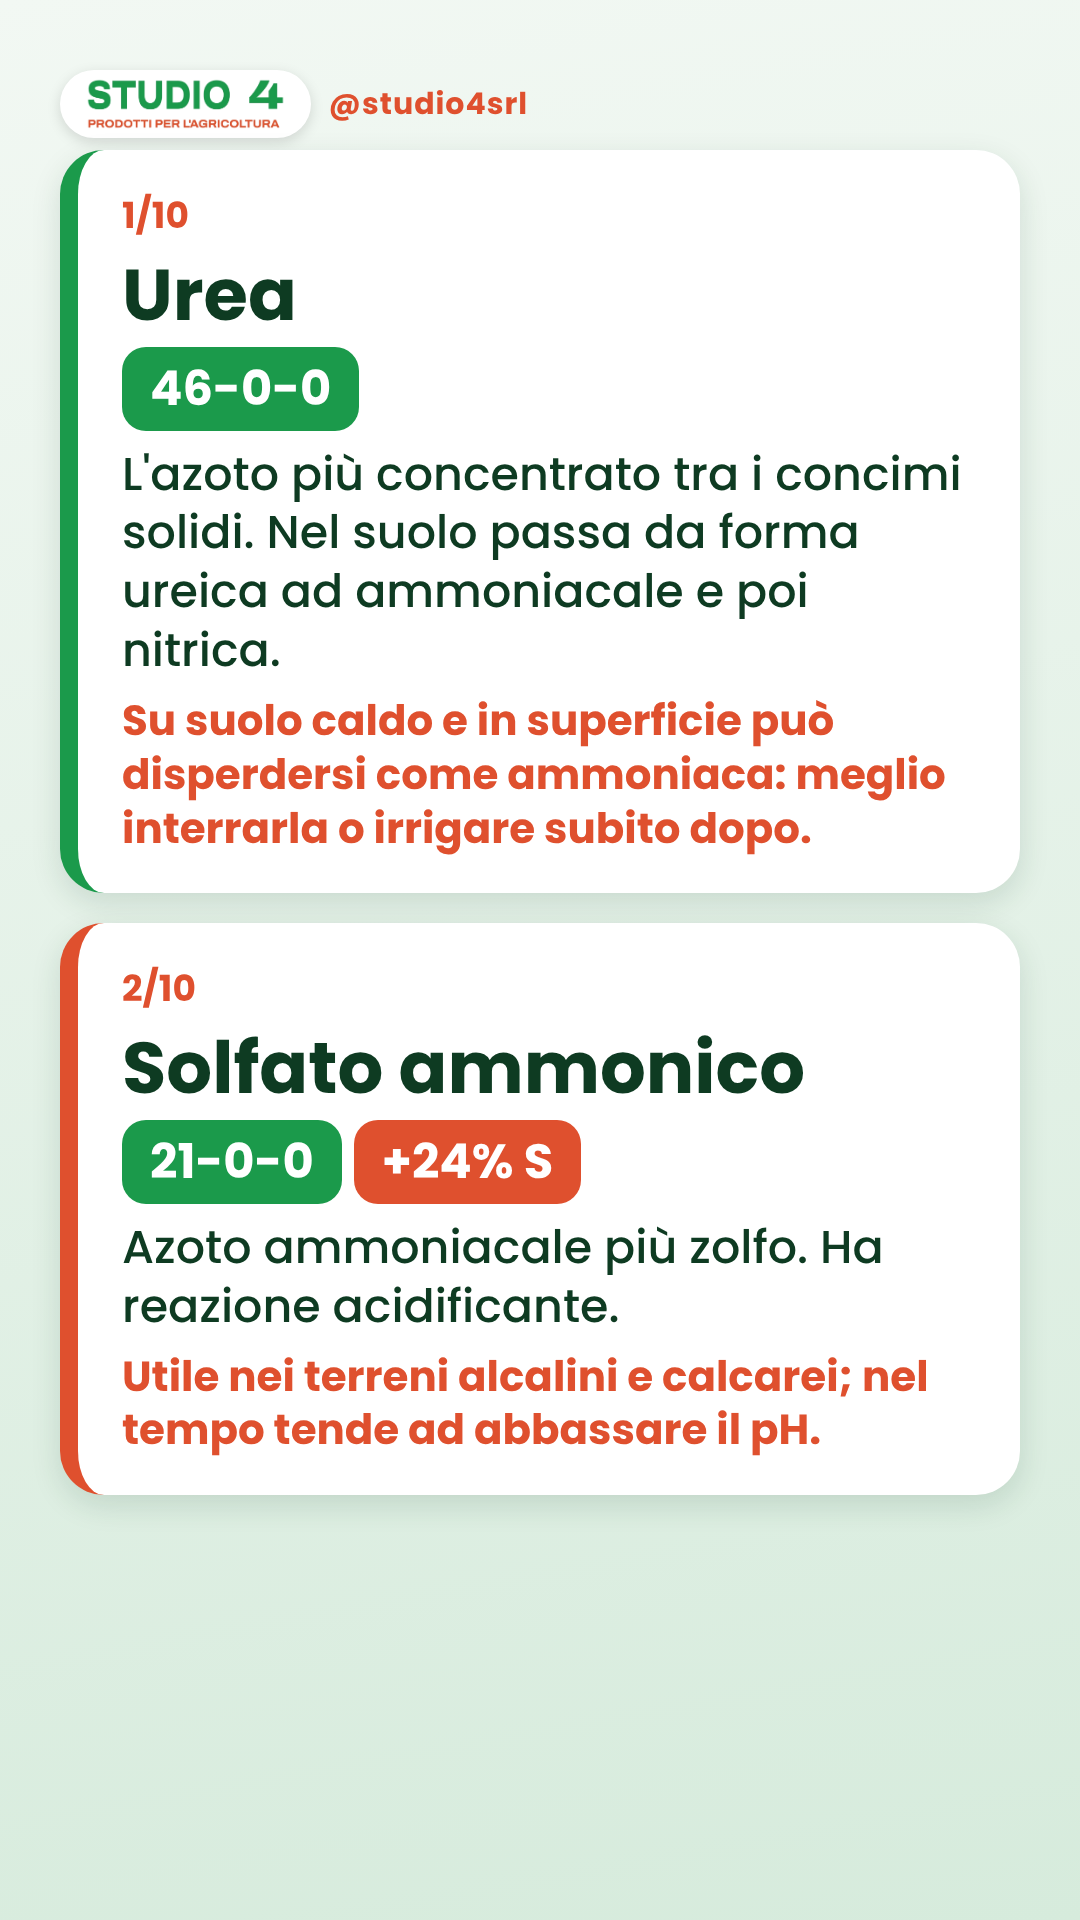 STUDIO 4
PRODOTTI PER L'AGRICOLTURA
@studio4srl
1/10
Urea
46-0-0
L'azoto più concentrato tra i concimi
solidi. Nel suolo passa da forma
ureica ad ammoniacale e poi
nitrica.
Su suolo caldo e in superficie può
disperdersi come ammoniaca: meglio
interrarla o irrigare subito dopo.
2/10
Solfato ammonico
21-0-0 +24% S
Azoto ammoniacale più zolfo. Ha
reazione acidificante.
Utile nei terreni alcalini e calcarei; nel
tempo tende ad abbassare il pH.